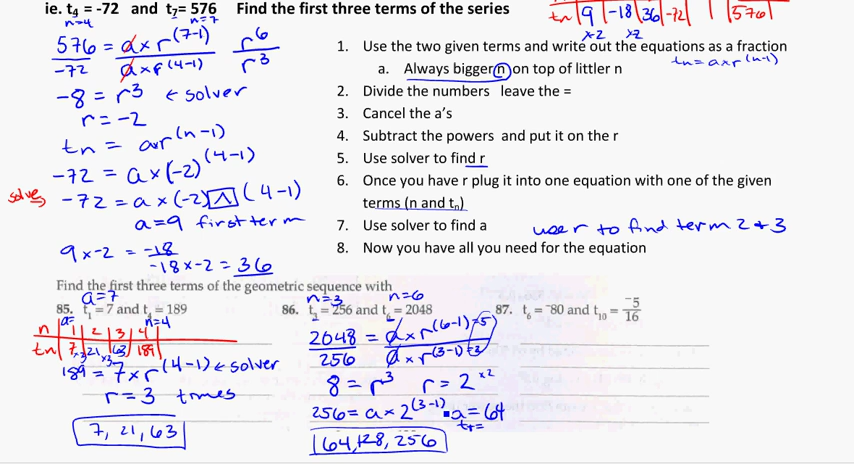 ie. t₄ = -72 and t₇= 576 Find the first three terms of the series
n=4 n=7
tn | 9 | -18 | 36 | -72 | | | 576 |
x-2 x-2
576 = a x r^(7-1) r^6
-72 a x r^(4-1) r^3
-8 = r^3 ← solver
r = -2
tn = ar^(n-1)
-72 = a x (-2)^(4-1)
solve -72 = a x (-2) ^ (4-1)
a=9 first term
9 x -2 = -18
-18 x -2 = 36
1. Use the two given terms and write out the equations as a fraction
a. Always bigger n on top of littler n tn = a x r^(n-1)
2. Divide the numbers leave the =
3. Cancel the a's
4. Subtract the powers and put it on the r
5. Use solver to find r
6. Once you have r plug it into one equation with one of the given
terms (n and tₙ)
7. Use solver to find a use r to find term 2 + 3
8. Now you have all you need for the equation
Find the first three terms of the geometric sequence with
a=7
85. t₁ = 7 and t₄ = 189
a= n=4
n | 1 | 2 | 3 | 4
tn | 7 | 21 | 63 | 189
x3 x3
189 = 7 x r^(4-1) ← solver
r = 3 times
7, 21, 63
n=3 n=6
86. t₃ = 256 and t₆ = 2048
2048 = a x r^(6-1)=5
256 a x r^(3-1)=2
8 = r^3 r = 2 x2
256 = a x 2^(3-1) a = 64
t₁=
64, 128, 256
87. t₆ = ⁻80 and t₁₀ = ⁻5/16